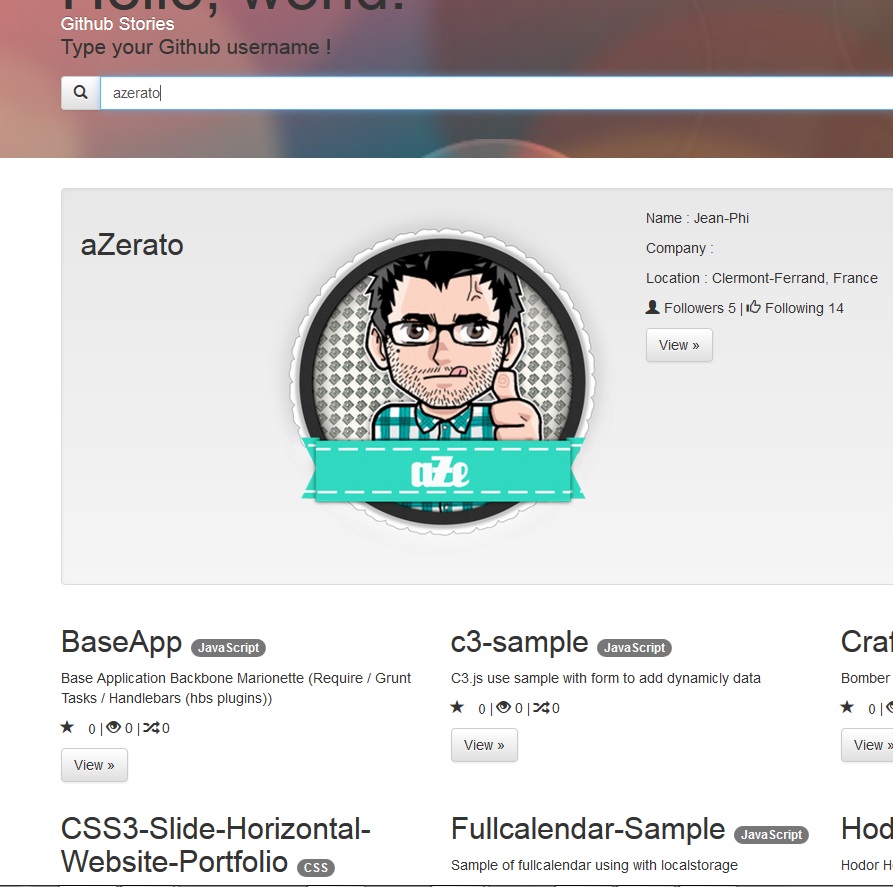 Hello, world!
Github Stories
Type your Github username !
azerato
aZerato
aZe
Name : Jean-Phi
Company :
Location : Clermont-Ferrand, France
Followers 5 | Following 14
View »
BaseApp JavaScript
Base Application Backbone Marionette (Require / Grunt
Tasks / Handlebars (hbs plugins))
0 | 0 | 0
View »
c3-sample JavaScript
C3.js use sample with form to add dynamicly data
0 | 0 | 0
View »
Bomber
0 |
View »
CSS3-Slide-Horizontal-
Website-Portfolio CSS
Fullcalendar-Sample JavaScript
Sample of fullcalendar using with localstorage
Hodor